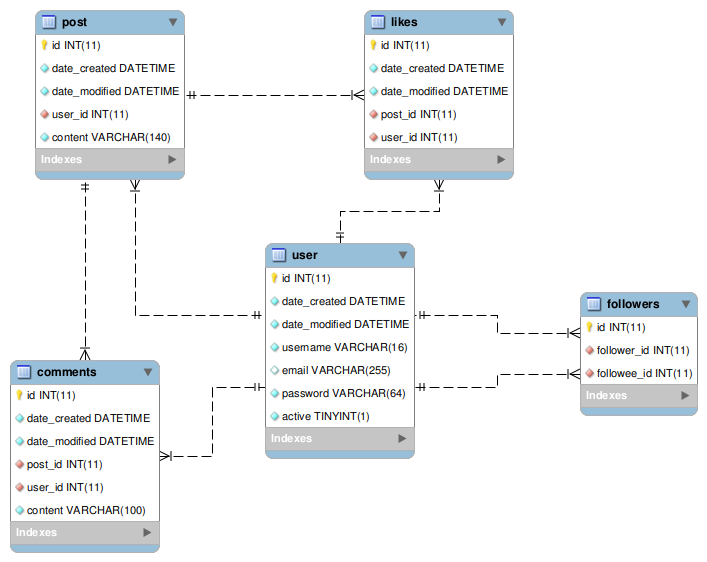 post
id INT(11)
date_created DATETIME
date_modified DATETIME
user_id INT(11)
content VARCHAR(140)
Indexes
likes
id INT(11)
date_created DATETIME
date_modified DATETIME
post_id INT(11)
user_id INT(11)
Indexes
user
id INT(11)
date_created DATETIME
date_modified DATETIME
username VARCHAR(16)
email VARCHAR(255)
password VARCHAR(64)
active TINYINT(1)
Indexes
followers
id INT(11)
follower_id INT(11)
followee_id INT(11)
Indexes
comments
id INT(11)
date_created DATETIME
date_modified DATETIME
post_id INT(11)
user_id INT(11)
content VARCHAR(100)
Indexes